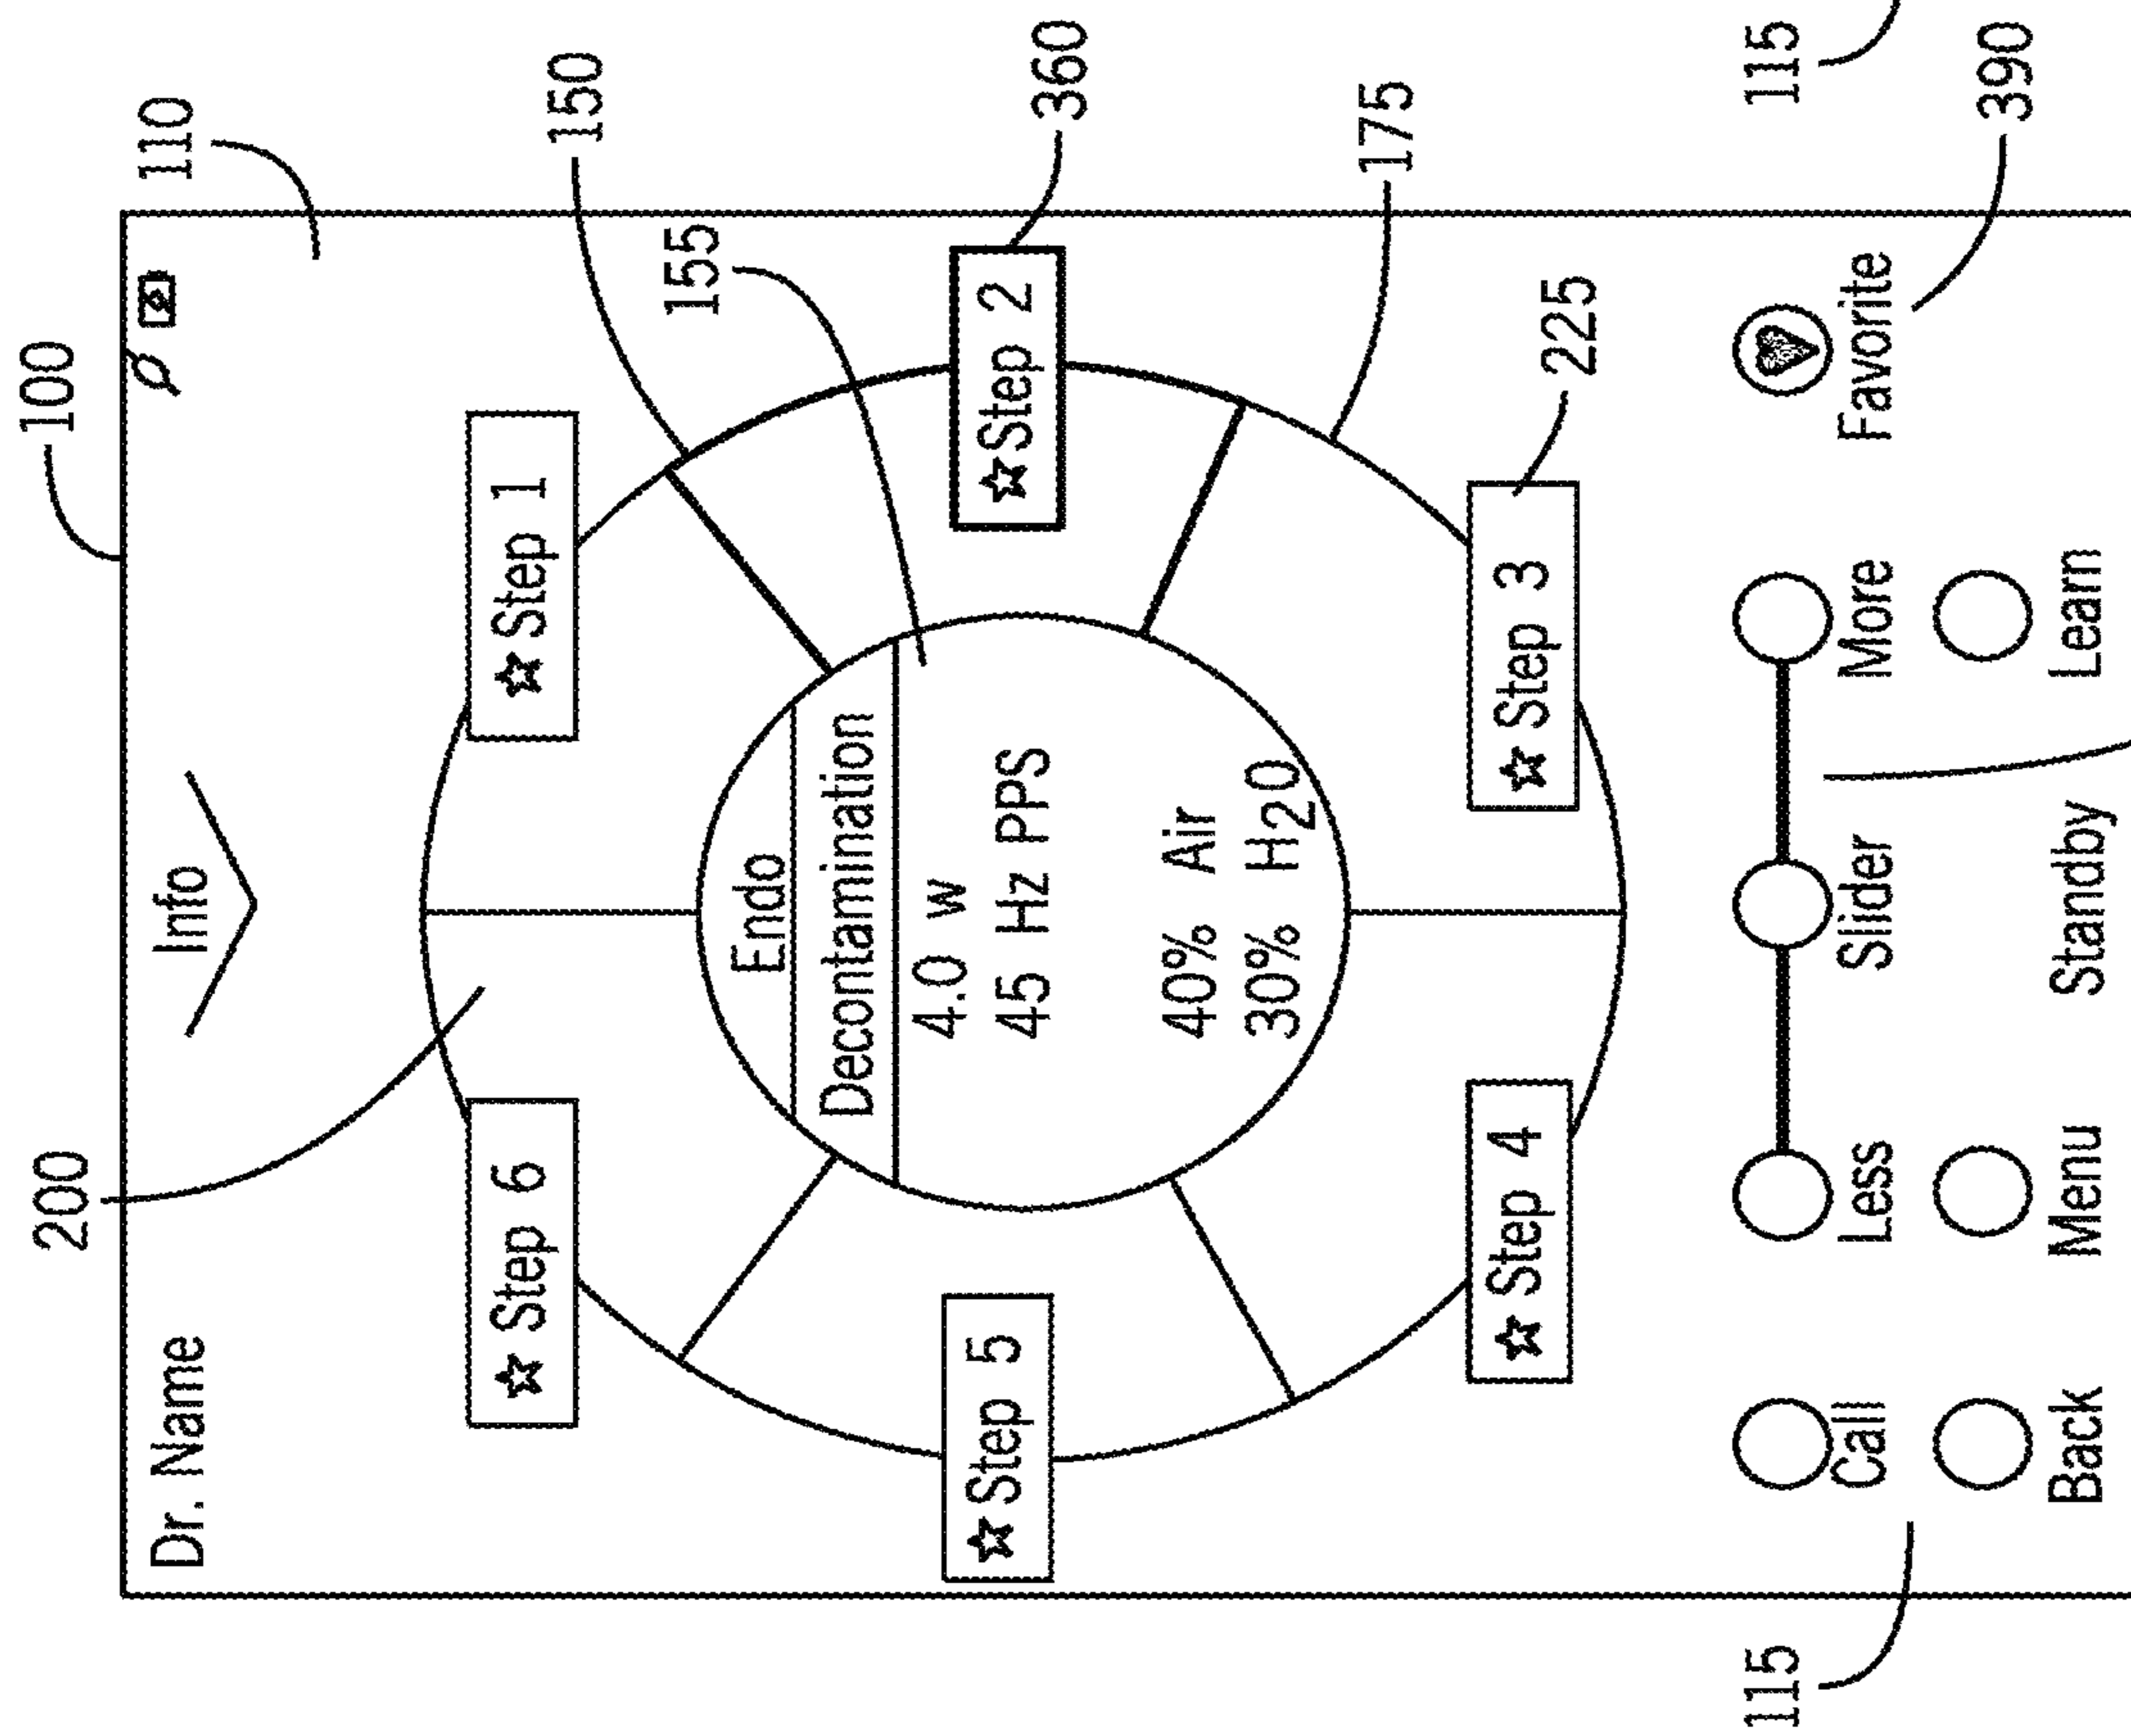 100
200
110
Dr. Name
Info
150
155
☆ Step 6
☆ Step 1
Endo
Decontamination
4.0 w
45 Hz PPS
40% Air
30% H₂O
☆ Step 5
☆ Step 2
360
175
☆ Step 4
☆ Step 3
225
115
115
Call
Less
Slider
More
Favorite
390
Back
Menu
Standby
Learn